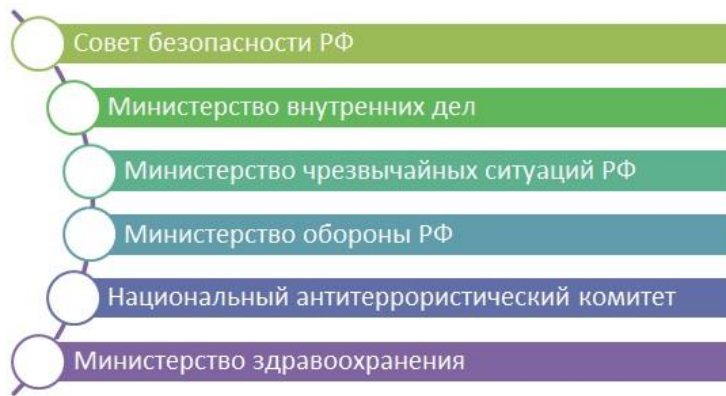 Совет безопасности РФ
Министерство внутренних дел
Министерство чрезвычайных ситуаций РФ
Министерство обороны РФ
Национальный антитеррористический комитет
Министерство здравоохранения